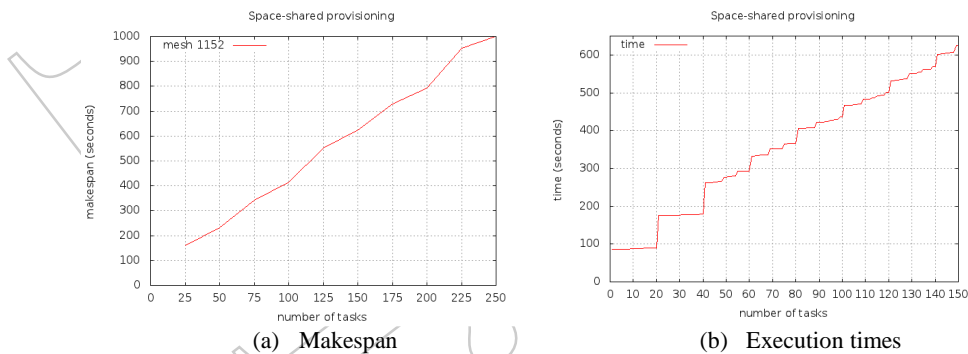 Space-shared provisioning
mesh 1152
1000
900
800
700
600
500
400
300
200
100
0
makespan (seconds)
0 25 50 75 100 125 150 175 200 225 250
number of tasks
(a) Makespan
Space-shared provisioning
time
600
500
400
300
200
100
0
time (seconds)
0 10 20 30 40 50 60 70 80 90 100 110 120 130 140 150
number of tasks
(b) Execution times